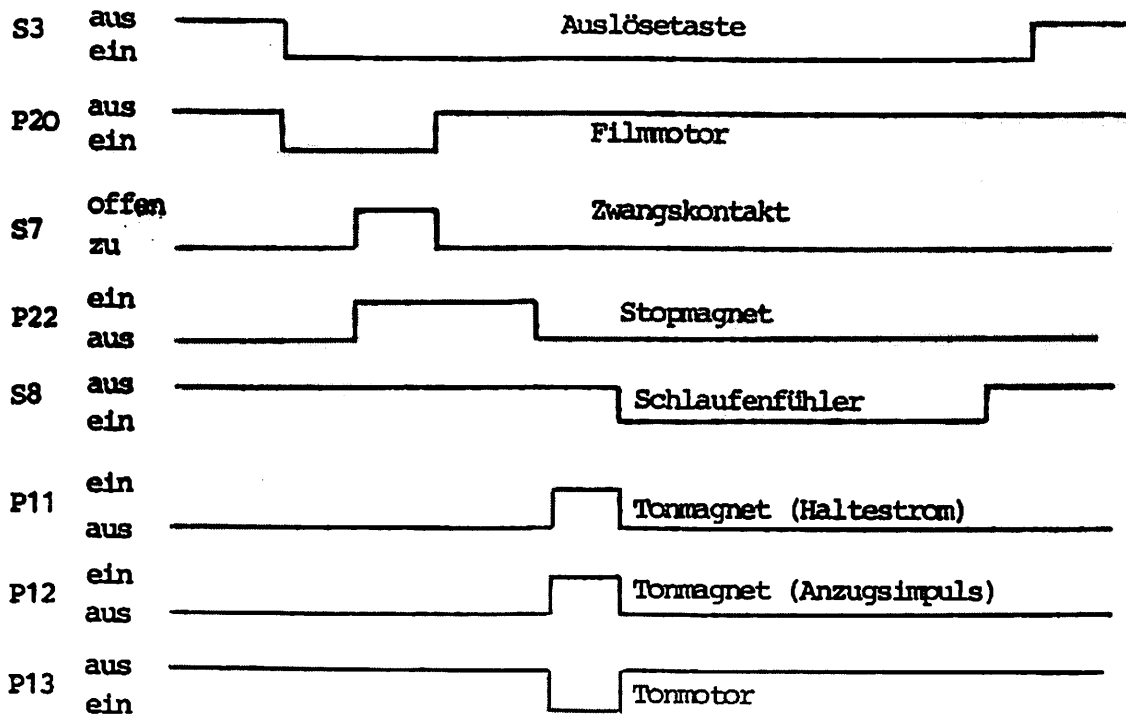 S3 aus Auslösetaste
ein
P20 aus
ein Filmmotor
S7 offen Zwangskontakt
zu
P22 ein Stopmagnet
aus
S8 aus Schlaufenfühler
ein
P11 ein Tonmagnet (Haltestrom)
aus
P12 ein Tonmagnet (Anzugsimpuls)
aus
P13 aus Tonmotor
ein